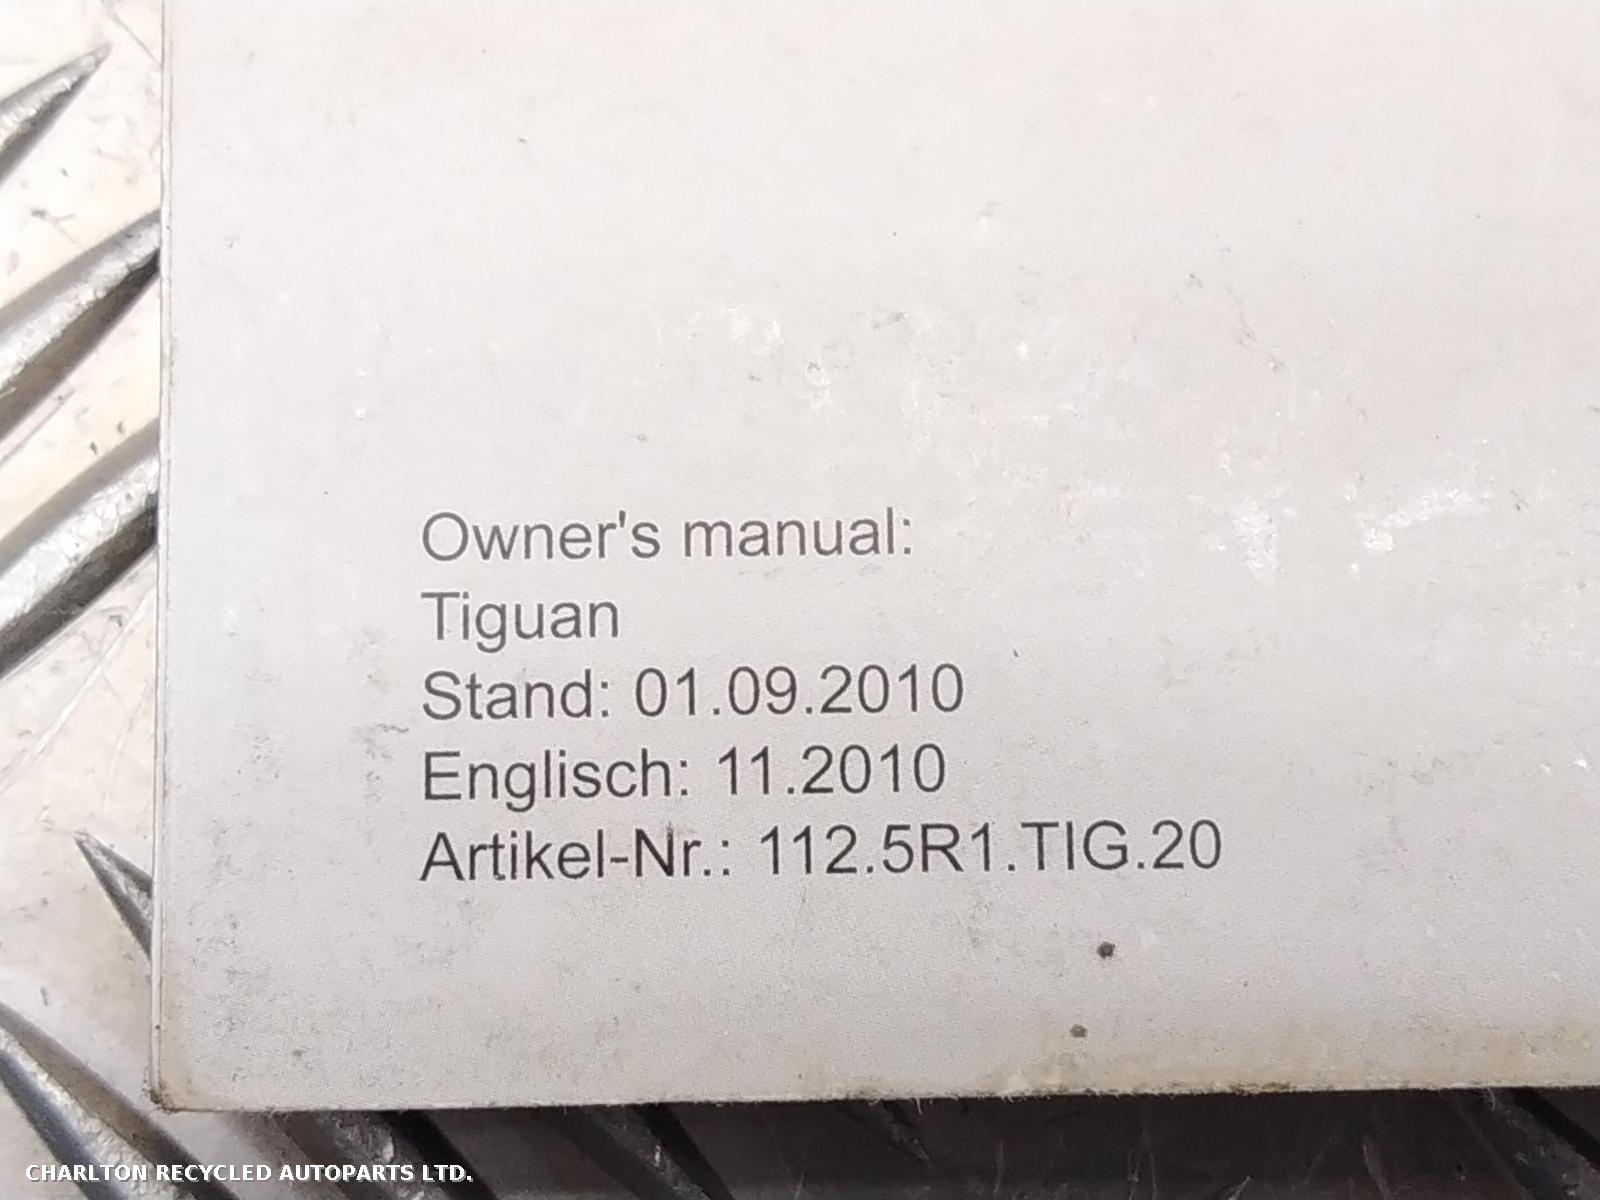 Owner's manual:
Tiguan
Stand: 01.09.2010
Englisch: 11.2010
Artikel-Nr.: 112.5R1.TIG.20
CHARLTON RECYCLED AUTOPARTS LTD.